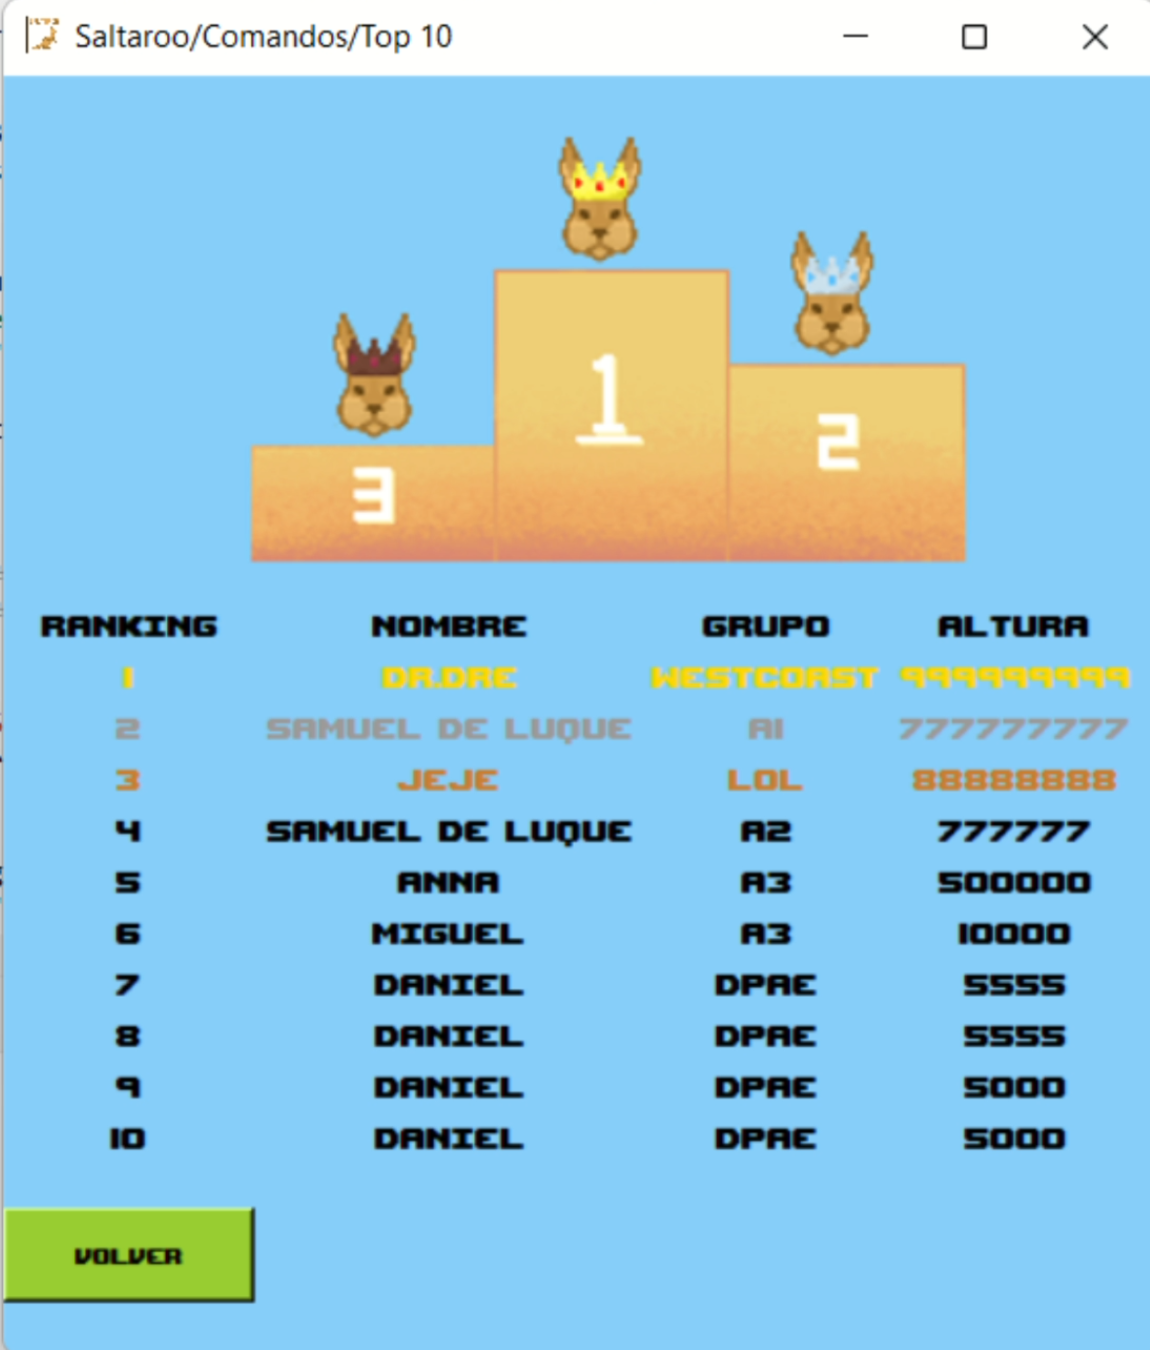 Saltaroo/Comandos/Top 10
1
2
3
RANKING NOMBRE GRUPO ALTURA
1 DR.DRE WESTCOAST 999999999
2 SAMUEL DE LUQUE A1 777777777
3 JEJE LOL 88888888
4 SAMUEL DE LUQUE A2 777777
5 ANNA A3 500000
6 MIGUEL A3 10000
7 DANIEL DPAE 5555
8 DANIEL DPAE 5555
9 DANIEL DPAE 5000
10 DANIEL DPAE 5000
VOLVER